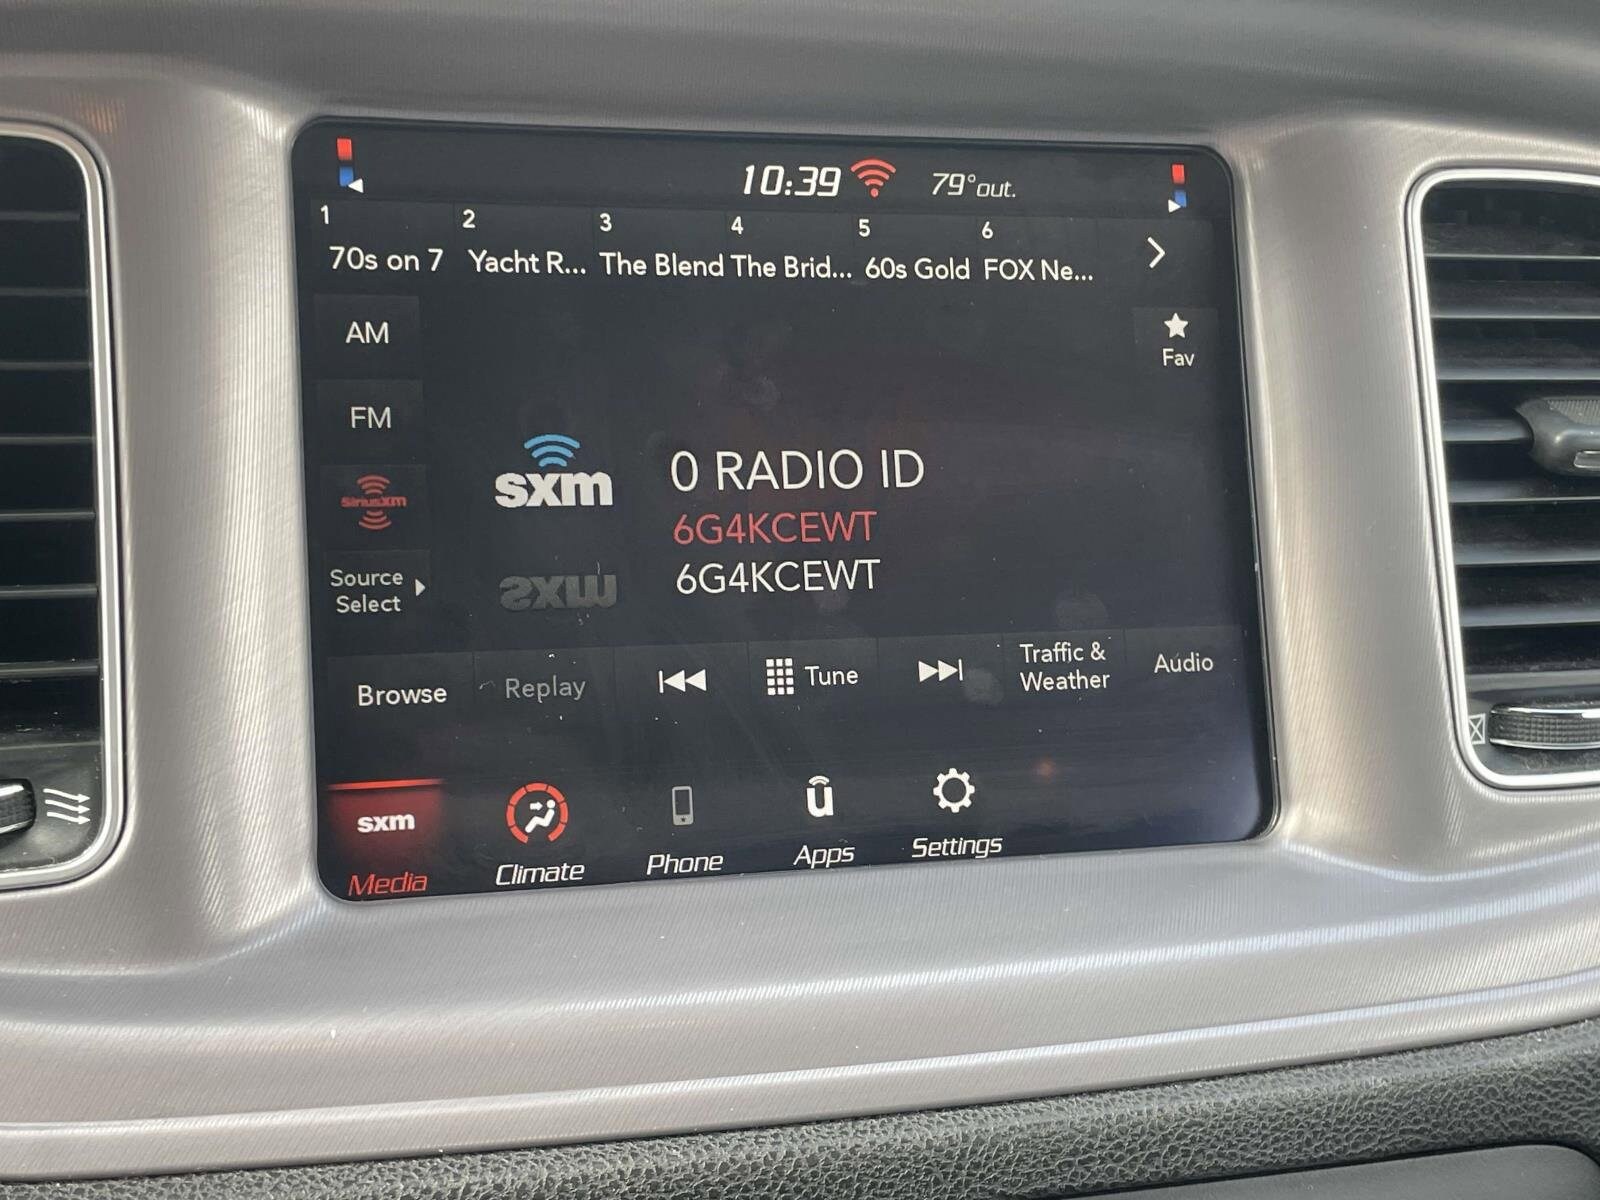 10:39 79°out.
1 2 3 4 5 6
70s on 7 Yacht R... The Blend The Brid... 60s Gold FOX Ne...
AM
Fav
FM
sxm
0 RADIO ID
SiriusXM
6G4KCEWT
6G4KCEWT
Source
Select
Browse Replay Tune Traffic & Weather Audio
sxm
Media Climate Phone Apps Settings